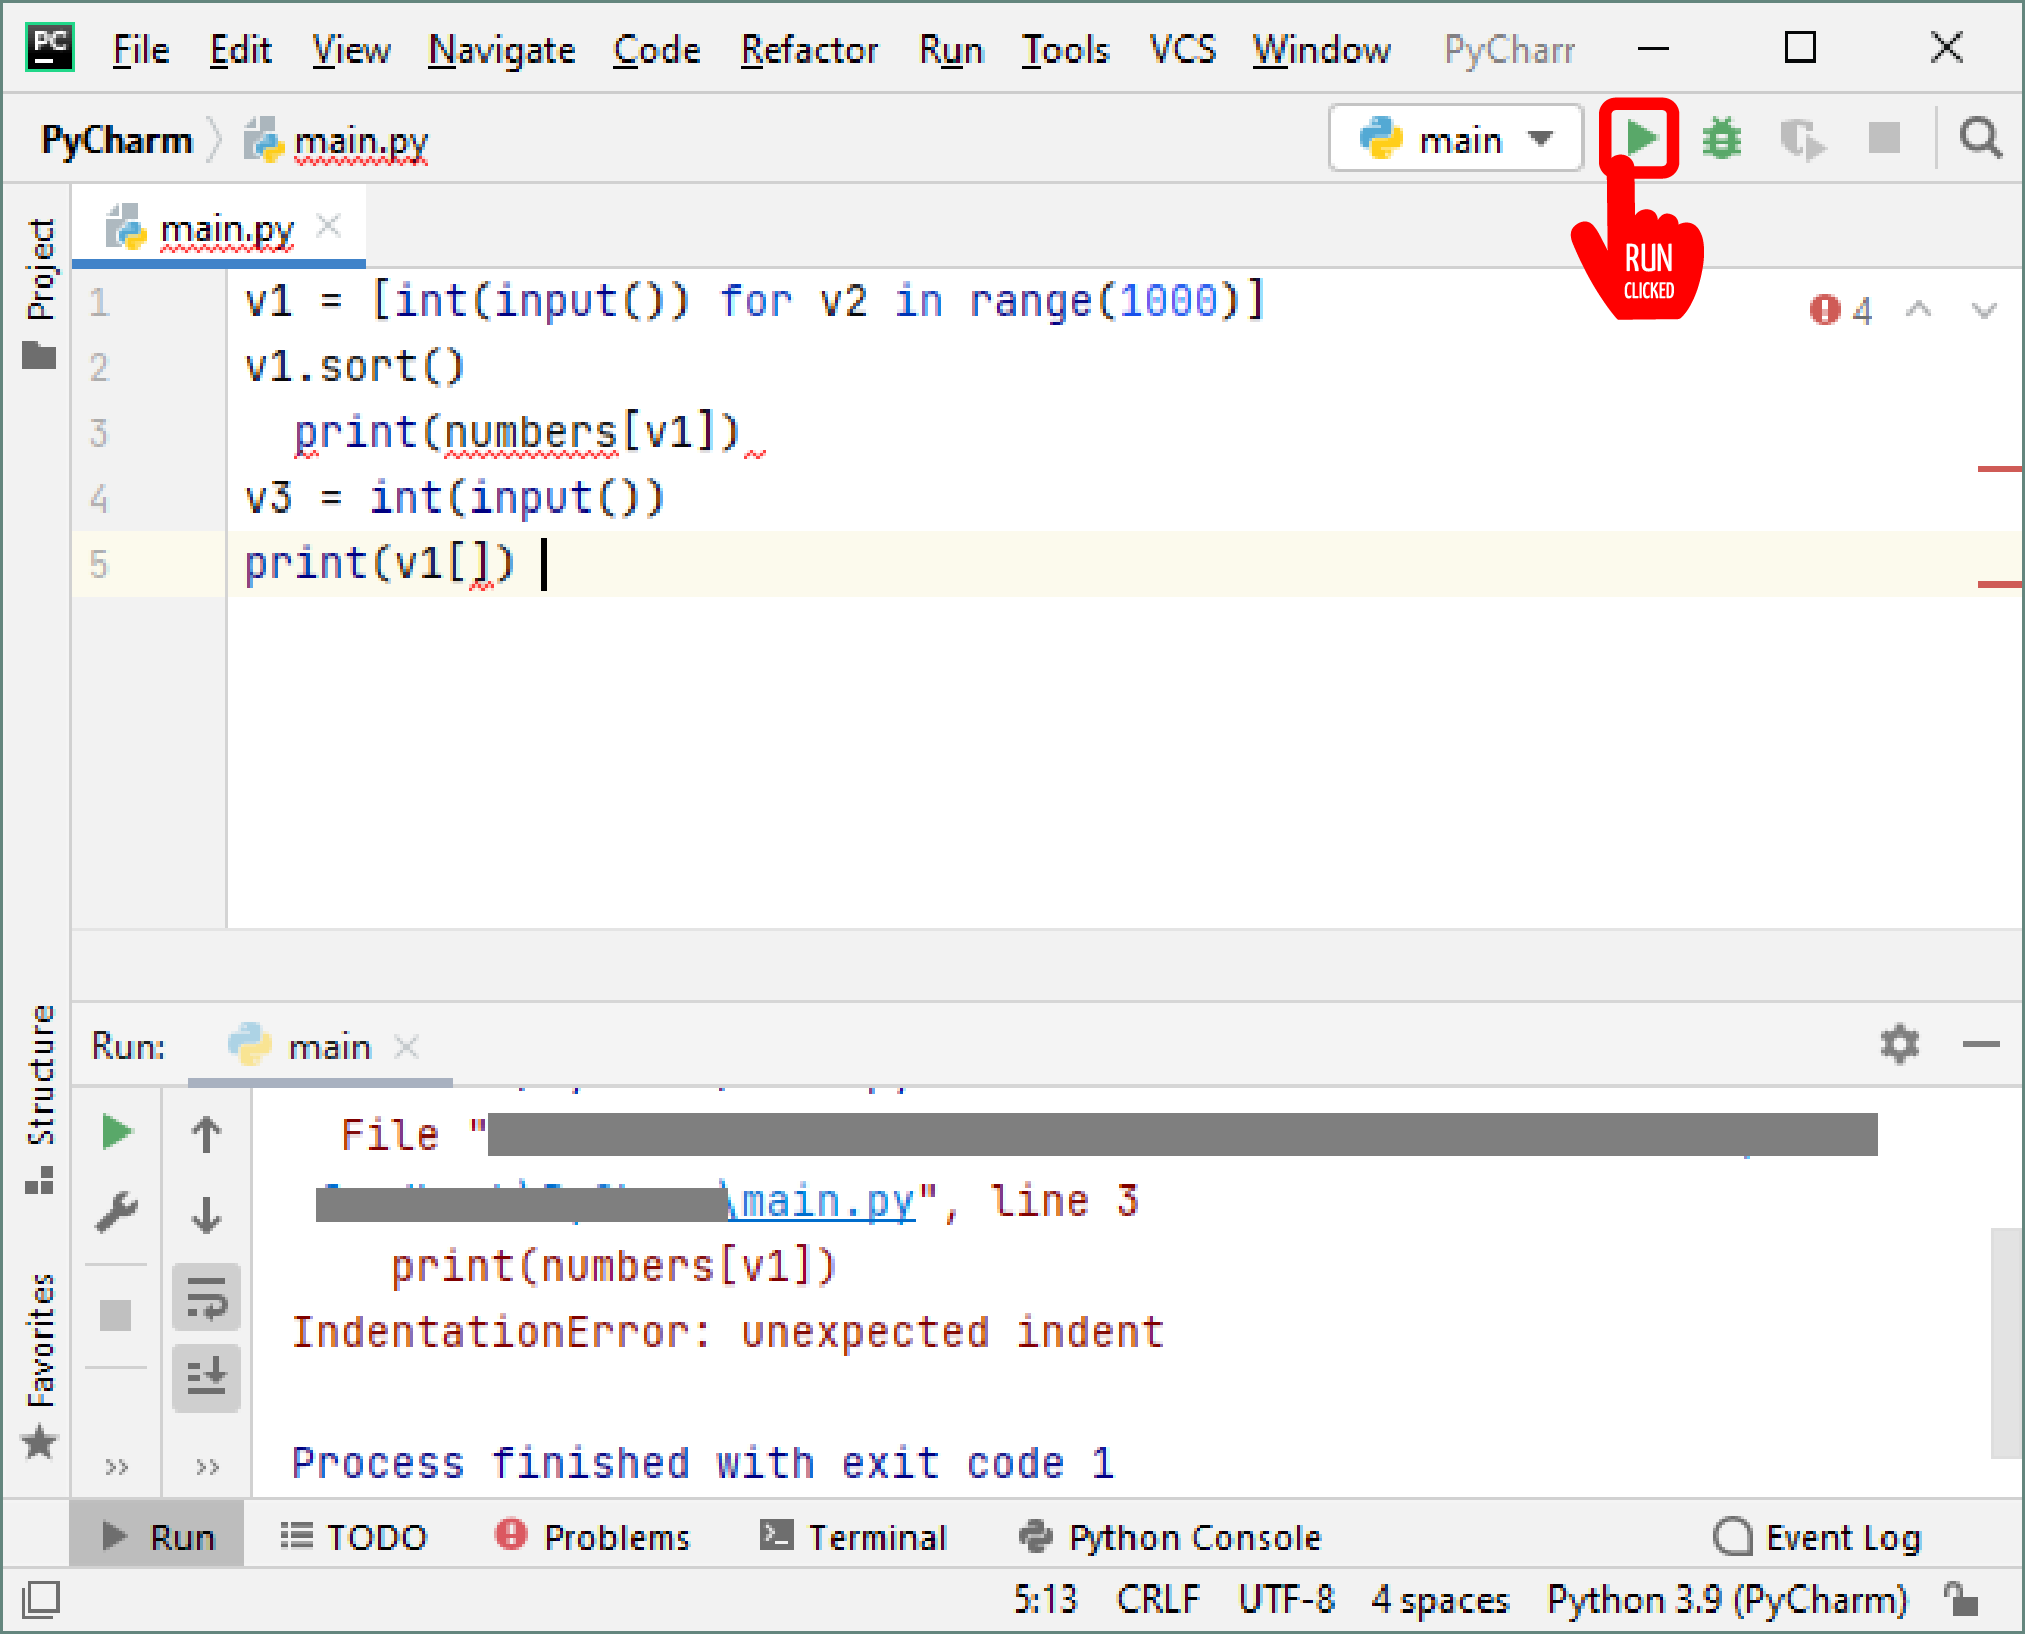 PC File Edit View Navigate Code Refactor Run Tools VCS Window PyCharr
PyCharm main.py main
RUN
CLICKED
Project
main.py
1 v1 = [int(input()) for v2 in range(1000)]
4
2 v1.sort()
3   print(numbers[v1])
4 v3 = int(input())
5 print(v1[])
Structure
Favorites
Run: main
File "
\main.py", line 3
print(numbers[v1])
IndentationError: unexpected indent
Process finished with exit code 1
Run TODO Problems Terminal Python Console Event Log
5:13 CRLF UTF-8 4 spaces Python 3.9 (PyCharm)